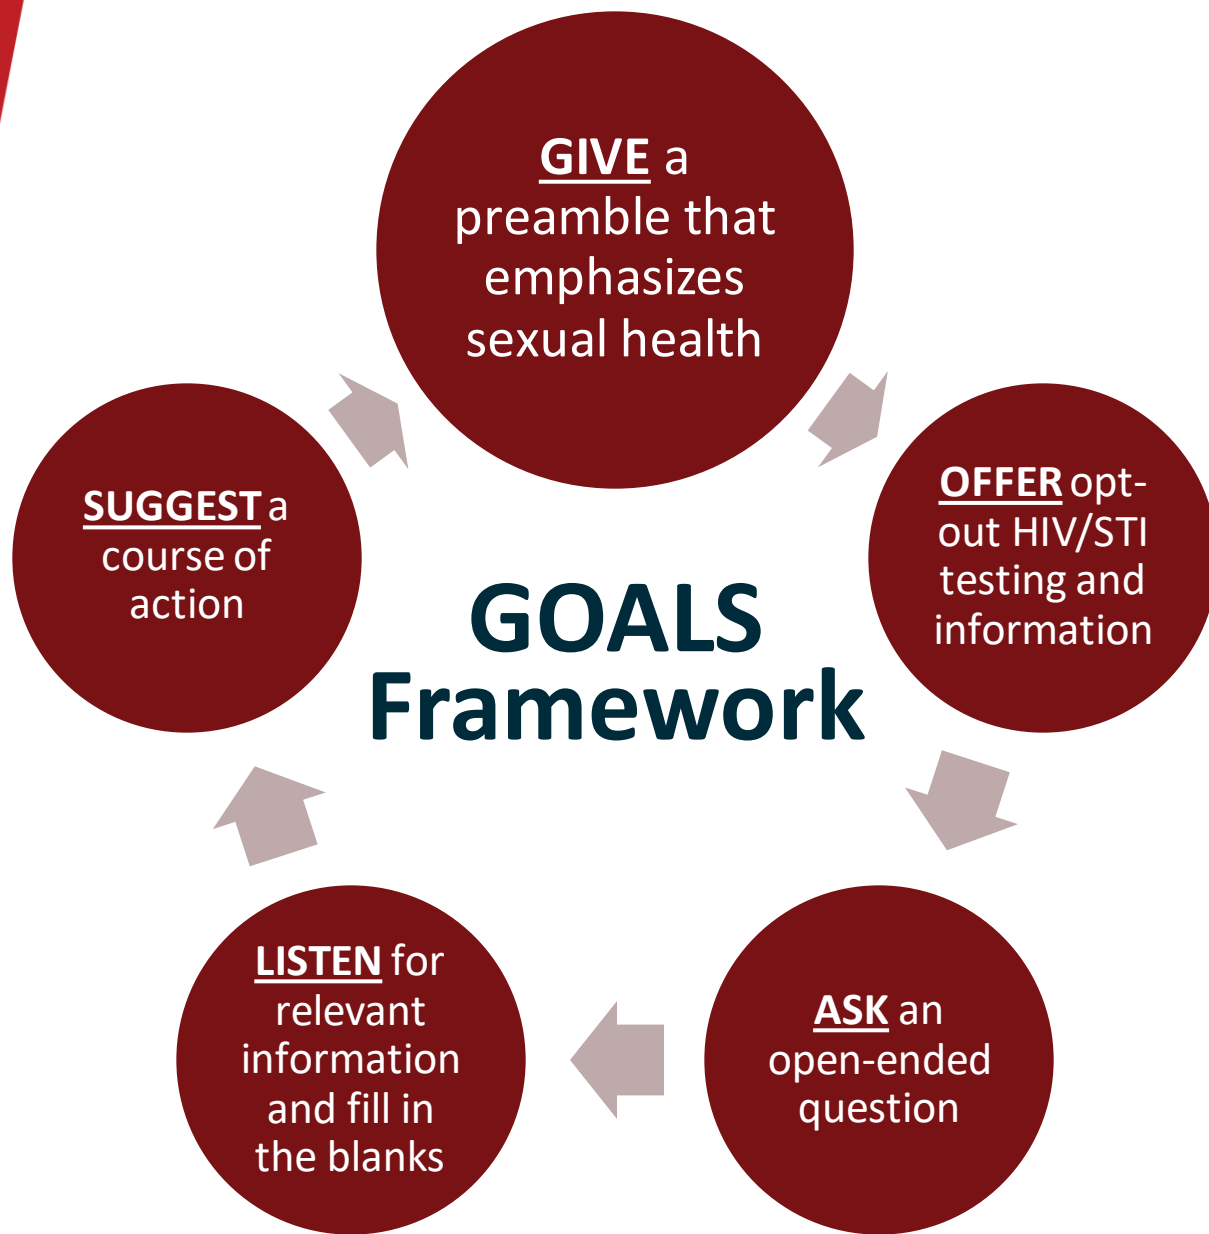 GIVE a
preamble that
emphasizes
sexual health
OFFER opt-
out HIV/STI
testing and
information
ASK an
open-ended
question
LISTEN for
relevant
information
and fill in
the blanks
SUGGEST a
course of
action
GOALS
Framework